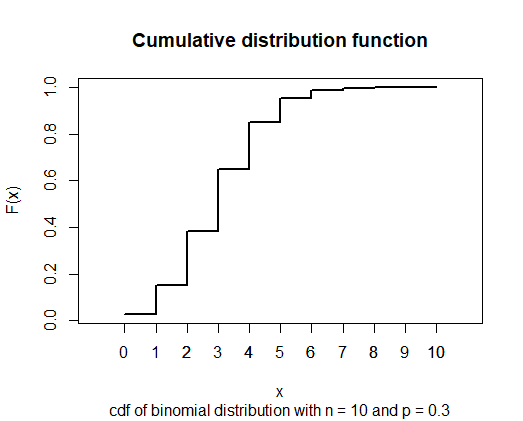 Cumulative distribution function
F(x)
1.0
0.8
0.6
0.4
0.2
0.0
0 1 2 3 4 5 6 7 8 9 10
x
cdf of binomial distribution with n = 10 and p = 0.3